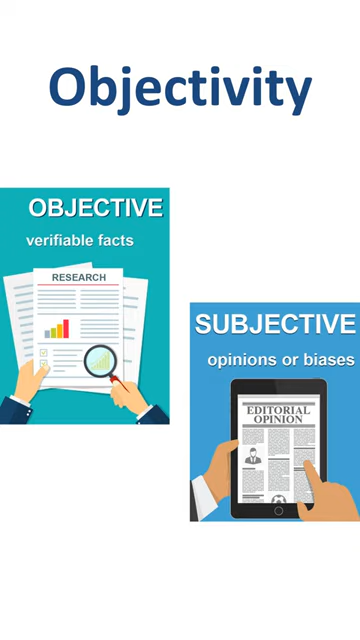 Objectivity
OBJECTIVE
verifiable facts
RESEARCH
SUBJECTIVE
opinions or biases
EDITORIAL
OPINION